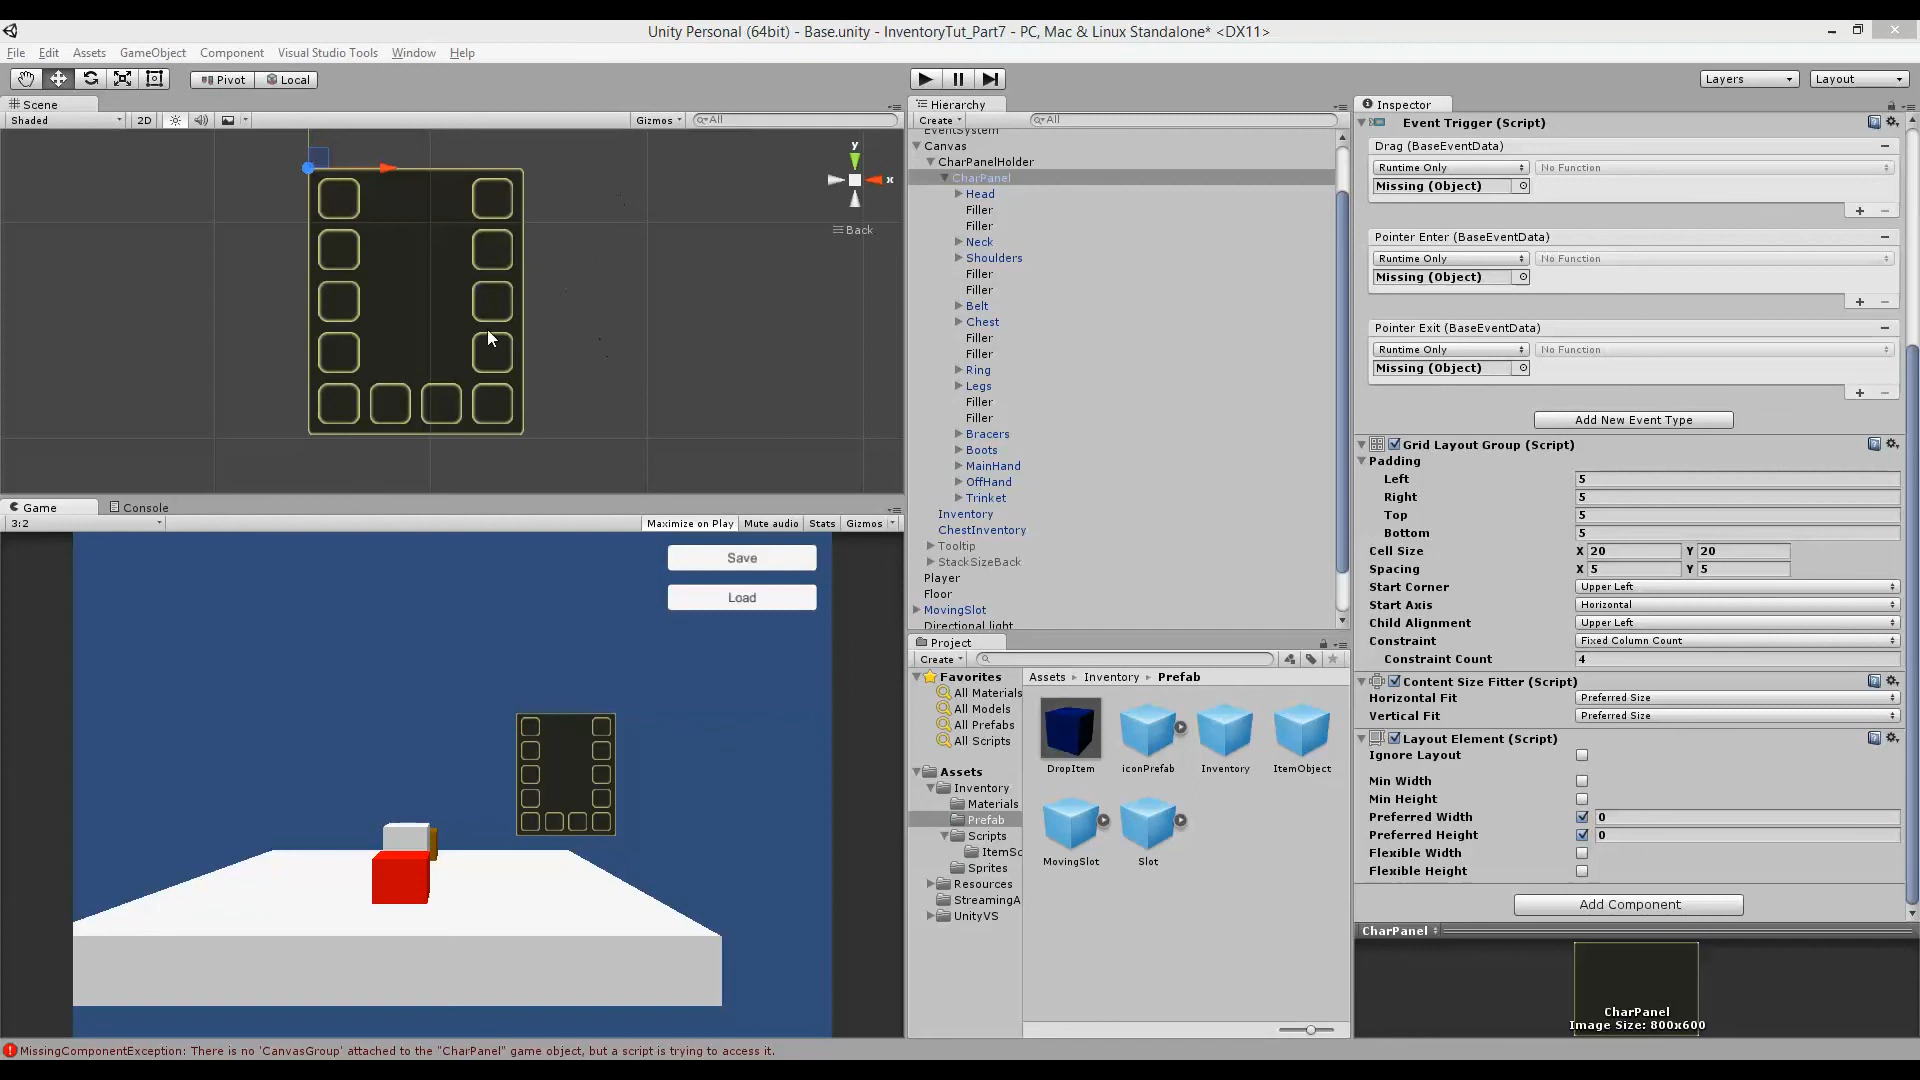 Unity Personal (64bit) - Base.unity - InventoryTut_Part7 - PC, Mac & Linux Standalone* <DX11>
File Edit Assets GameObject Component Visual Studio Tools Window Help
Pivot Local Layers Layout
Scene
Shaded 2D Gizmos All
y
x
Back
Game Console
3:2 Maximize on Play Mute audio Stats Gizmos
Save
Load
Hierarchy
Create All
EventSystem
Canvas
CharPanelHolder
CharPanel
Head
Filler
Filler
Neck
Shoulders
Filler
Filler
Belt
Chest
Filler
Filler
Ring
Legs
Filler
Filler
Bracers
Boots
MainHand
OffHand
Trinket
Inventory
ChestInventory
Tooltip
StackSizeBack
Player
Floor
MovingSlot
Directional light
Project
Create
Favorites
All Materials
All Models
All Prefabs
All Scripts
Assets
Inventory
Materials
Prefab
Scripts
ItemSc
Sprites
Resources
StreamingA
UnityVS
Assets Inventory Prefab
DropItem iconPrefab Inventory ItemObject
MovingSlot Slot
Inspector
Event Trigger (Script)
Drag (BaseEventData)
Runtime Only No Function
Missing (Object)
+ −
Pointer Enter (BaseEventData)
Runtime Only No Function
Missing (Object)
+ −
Pointer Exit (BaseEventData)
Runtime Only No Function
Missing (Object)
+ −
Add New Event Type
Grid Layout Group (Script)
Padding
Left 5
Right 5
Top 5
Bottom 5
Cell Size X 20 Y 20
Spacing X 5 Y 5
Start Corner Upper Left
Start Axis Horizontal
Child Alignment Upper Left
Constraint Fixed Column Count
Constraint Count 4
Content Size Fitter (Script)
Horizontal Fit Preferred Size
Vertical Fit Preferred Size
Layout Element (Script)
Ignore Layout
Min Width
Min Height
Preferred Width 0
Preferred Height 0
Flexible Width
Flexible Height
Add Component
CharPanel
CharPanel
Image Size: 800x600
MissingComponentException: There is no 'CanvasGroup' attached to the "CharPanel" game object, but a script is trying to access it.